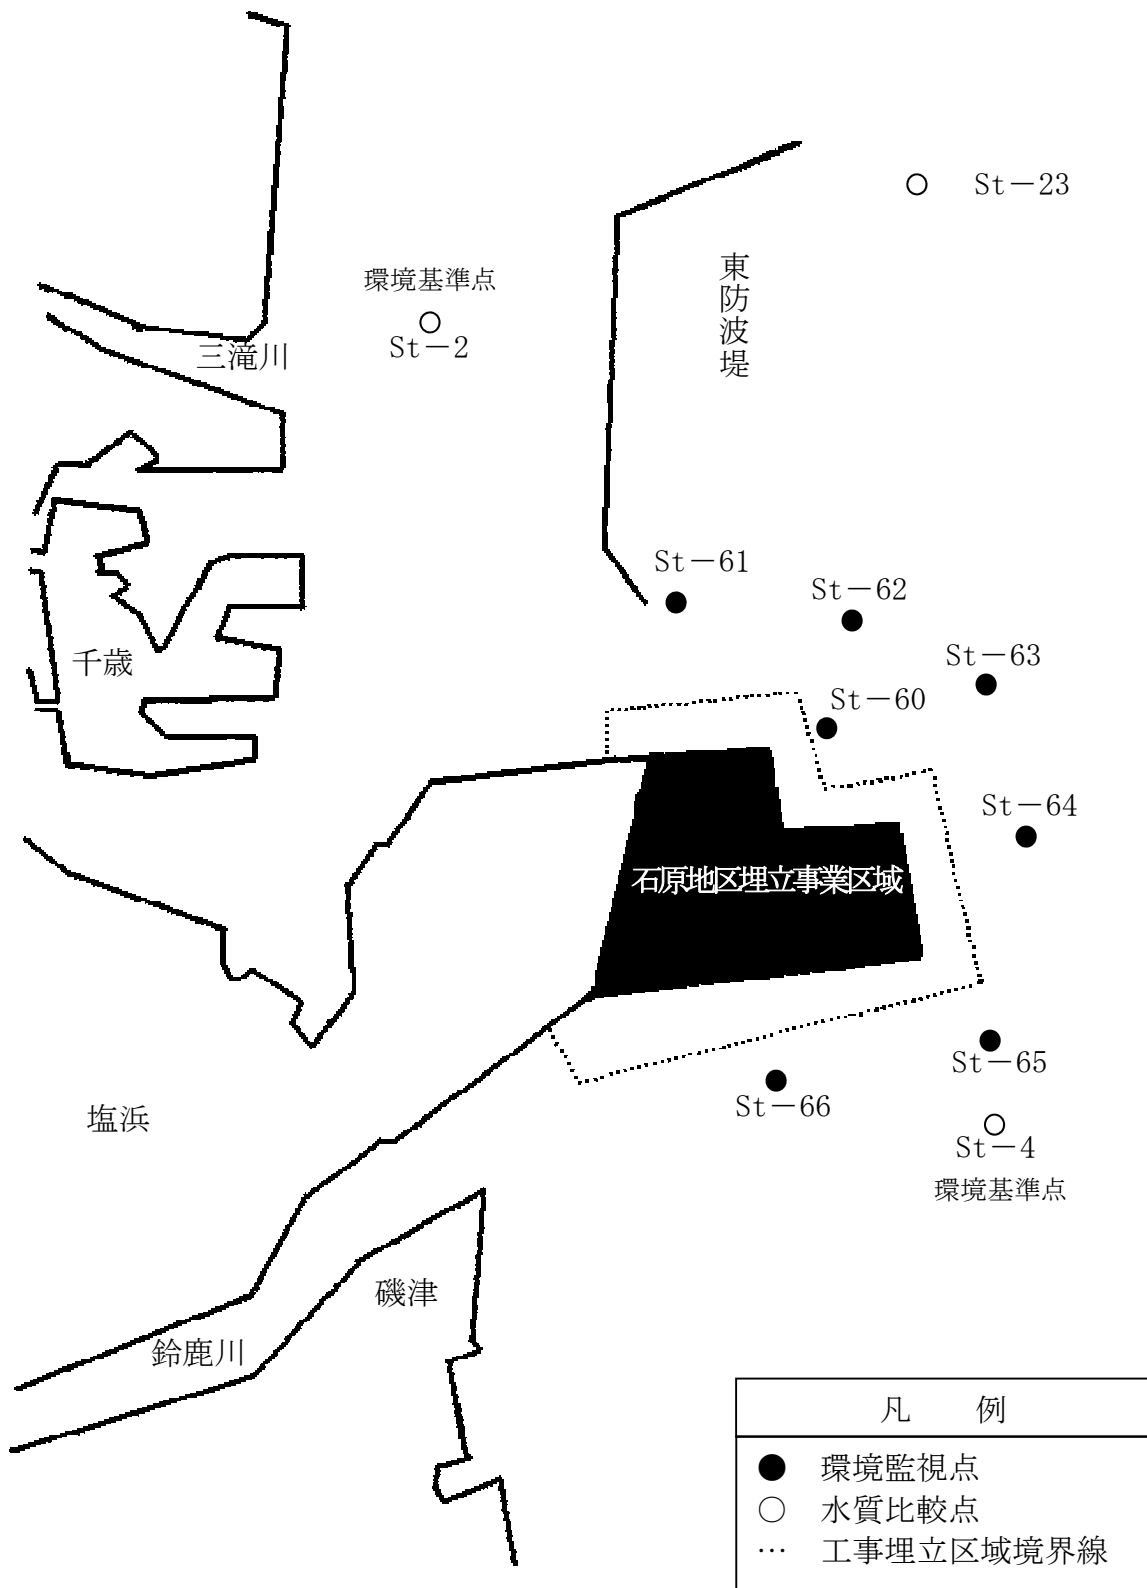 St－23
東防波堤
環境基準点
St－2
三滝川
St－61
St－62
St－63
千歳
St－60
St－64
石原地区埋立事業区域
St－65
St－66
塩浜
St－4
環境基準点
磯津
鈴鹿川
凡　例
● 環境監視点
○ 水質比較点
… 工事埋立区域境界線